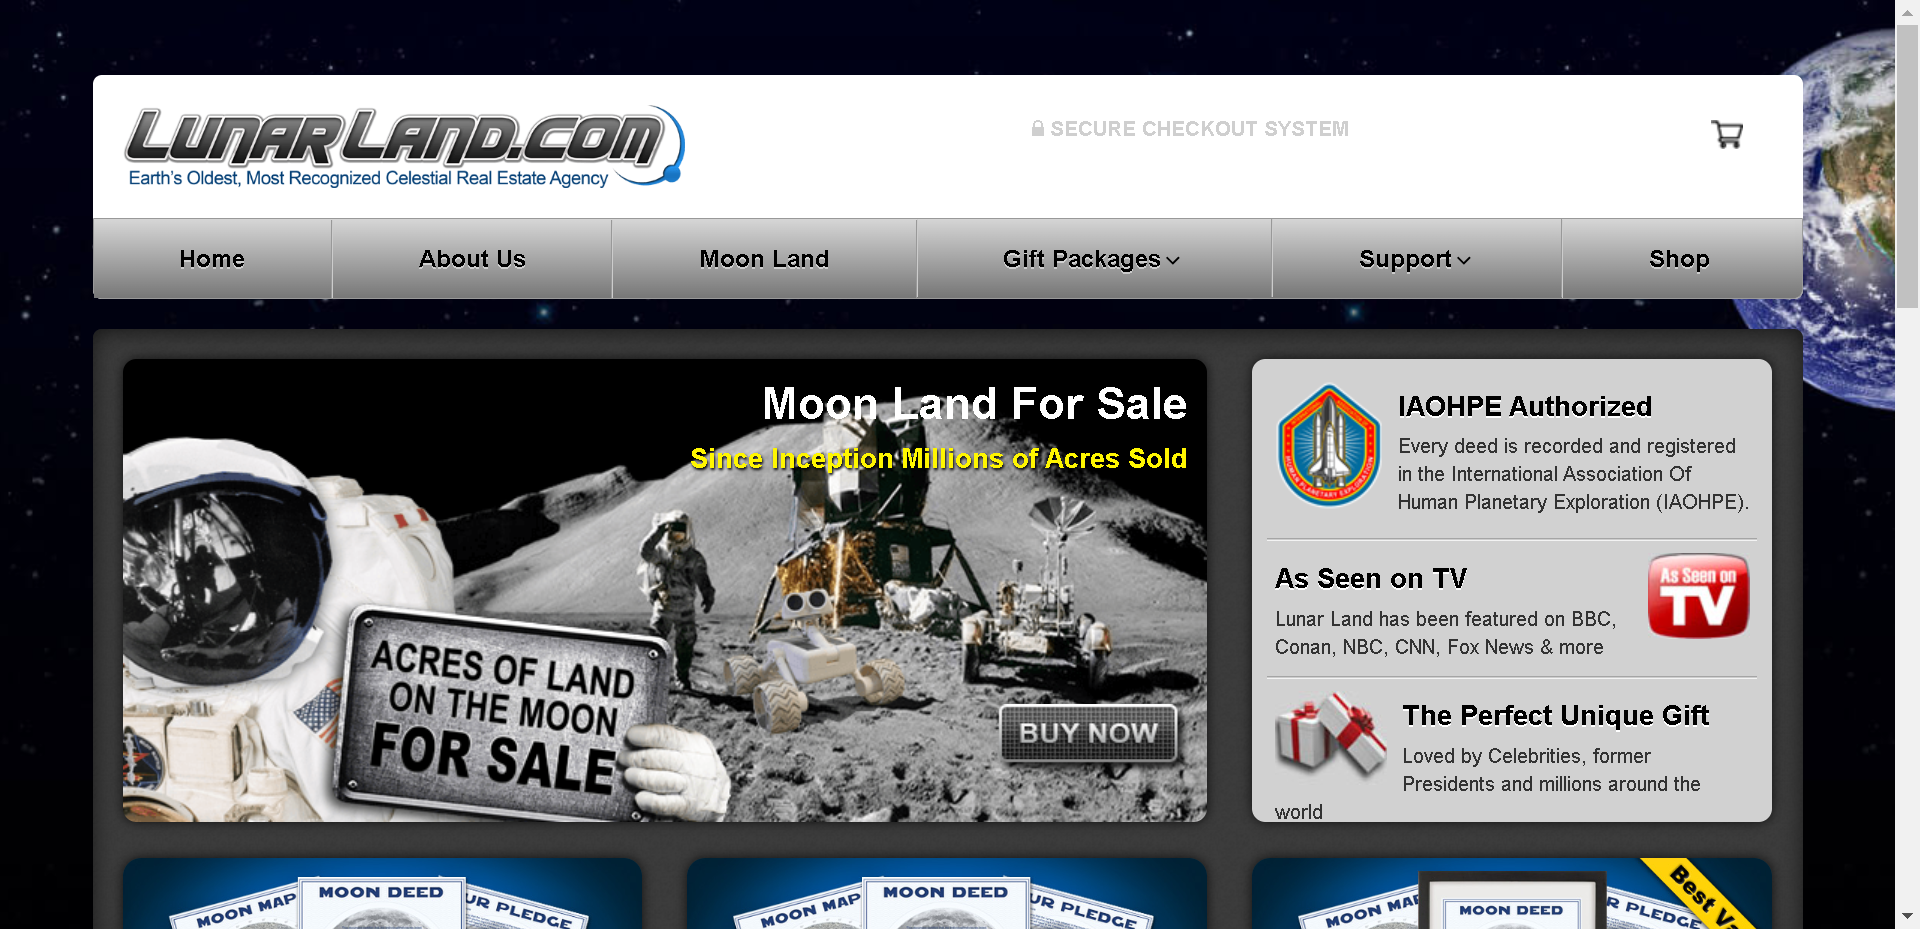 LunarLand.com
Earth's Oldest, Most Recognized Celestial Real Estate Agency
SECURE CHECKOUT SYSTEM
Home
About Us
Moon Land
Gift Packages
Support
Shop
Moon Land For Sale
Since Inception Millions of Acres Sold
ACRES OF LAND
ON THE MOON
FOR SALE
BUY NOW
HUMAN PLANETARY EXPLORATION
IAOHPE Authorized
Every deed is recorded and registered
in the International Association Of
Human Planetary Exploration (IAOHPE).
As Seen on TV
Lunar Land has been featured on BBC,
Conan, NBC, CNN, Fox News & more
As Seen on
TV
The Perfect Unique Gift
Loved by Celebrities, former
Presidents and millions around the
world
MOON MAP
MOON DEED
UR PLEDGE
MOON MAP
MOON DEED
UR PLEDGE
MOON MA
MOON DEED
R PLEDGE
Best Va